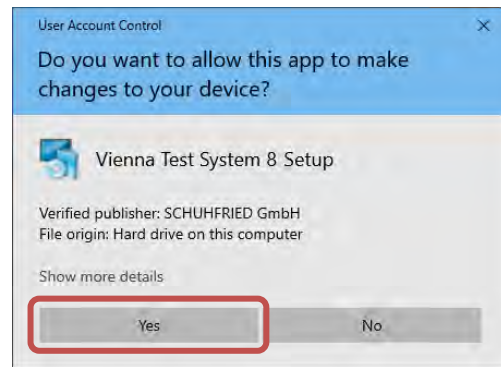 User Account Control
Do you want to allow this app to make
changes to your device?
Vienna Test System 8 Setup
Verified publisher: SCHUHFRIED GmbH
File origin: Hard drive on this computer
Show more details
Yes
No